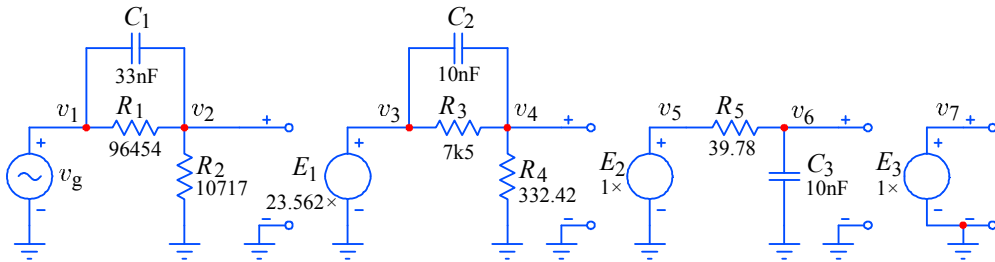 C1
33nF
v1
R1
v2
96454
vg
R2
10717
+
−
+
−
C2
10nF
v3
R3
v4
7k5
E1
23.562×
R4
332.42
+
−
+
−
v5
R5
v6
39.78
E2
1×
C3
10nF
+
−
+
−
v7
E3
1×
+
−
+
−